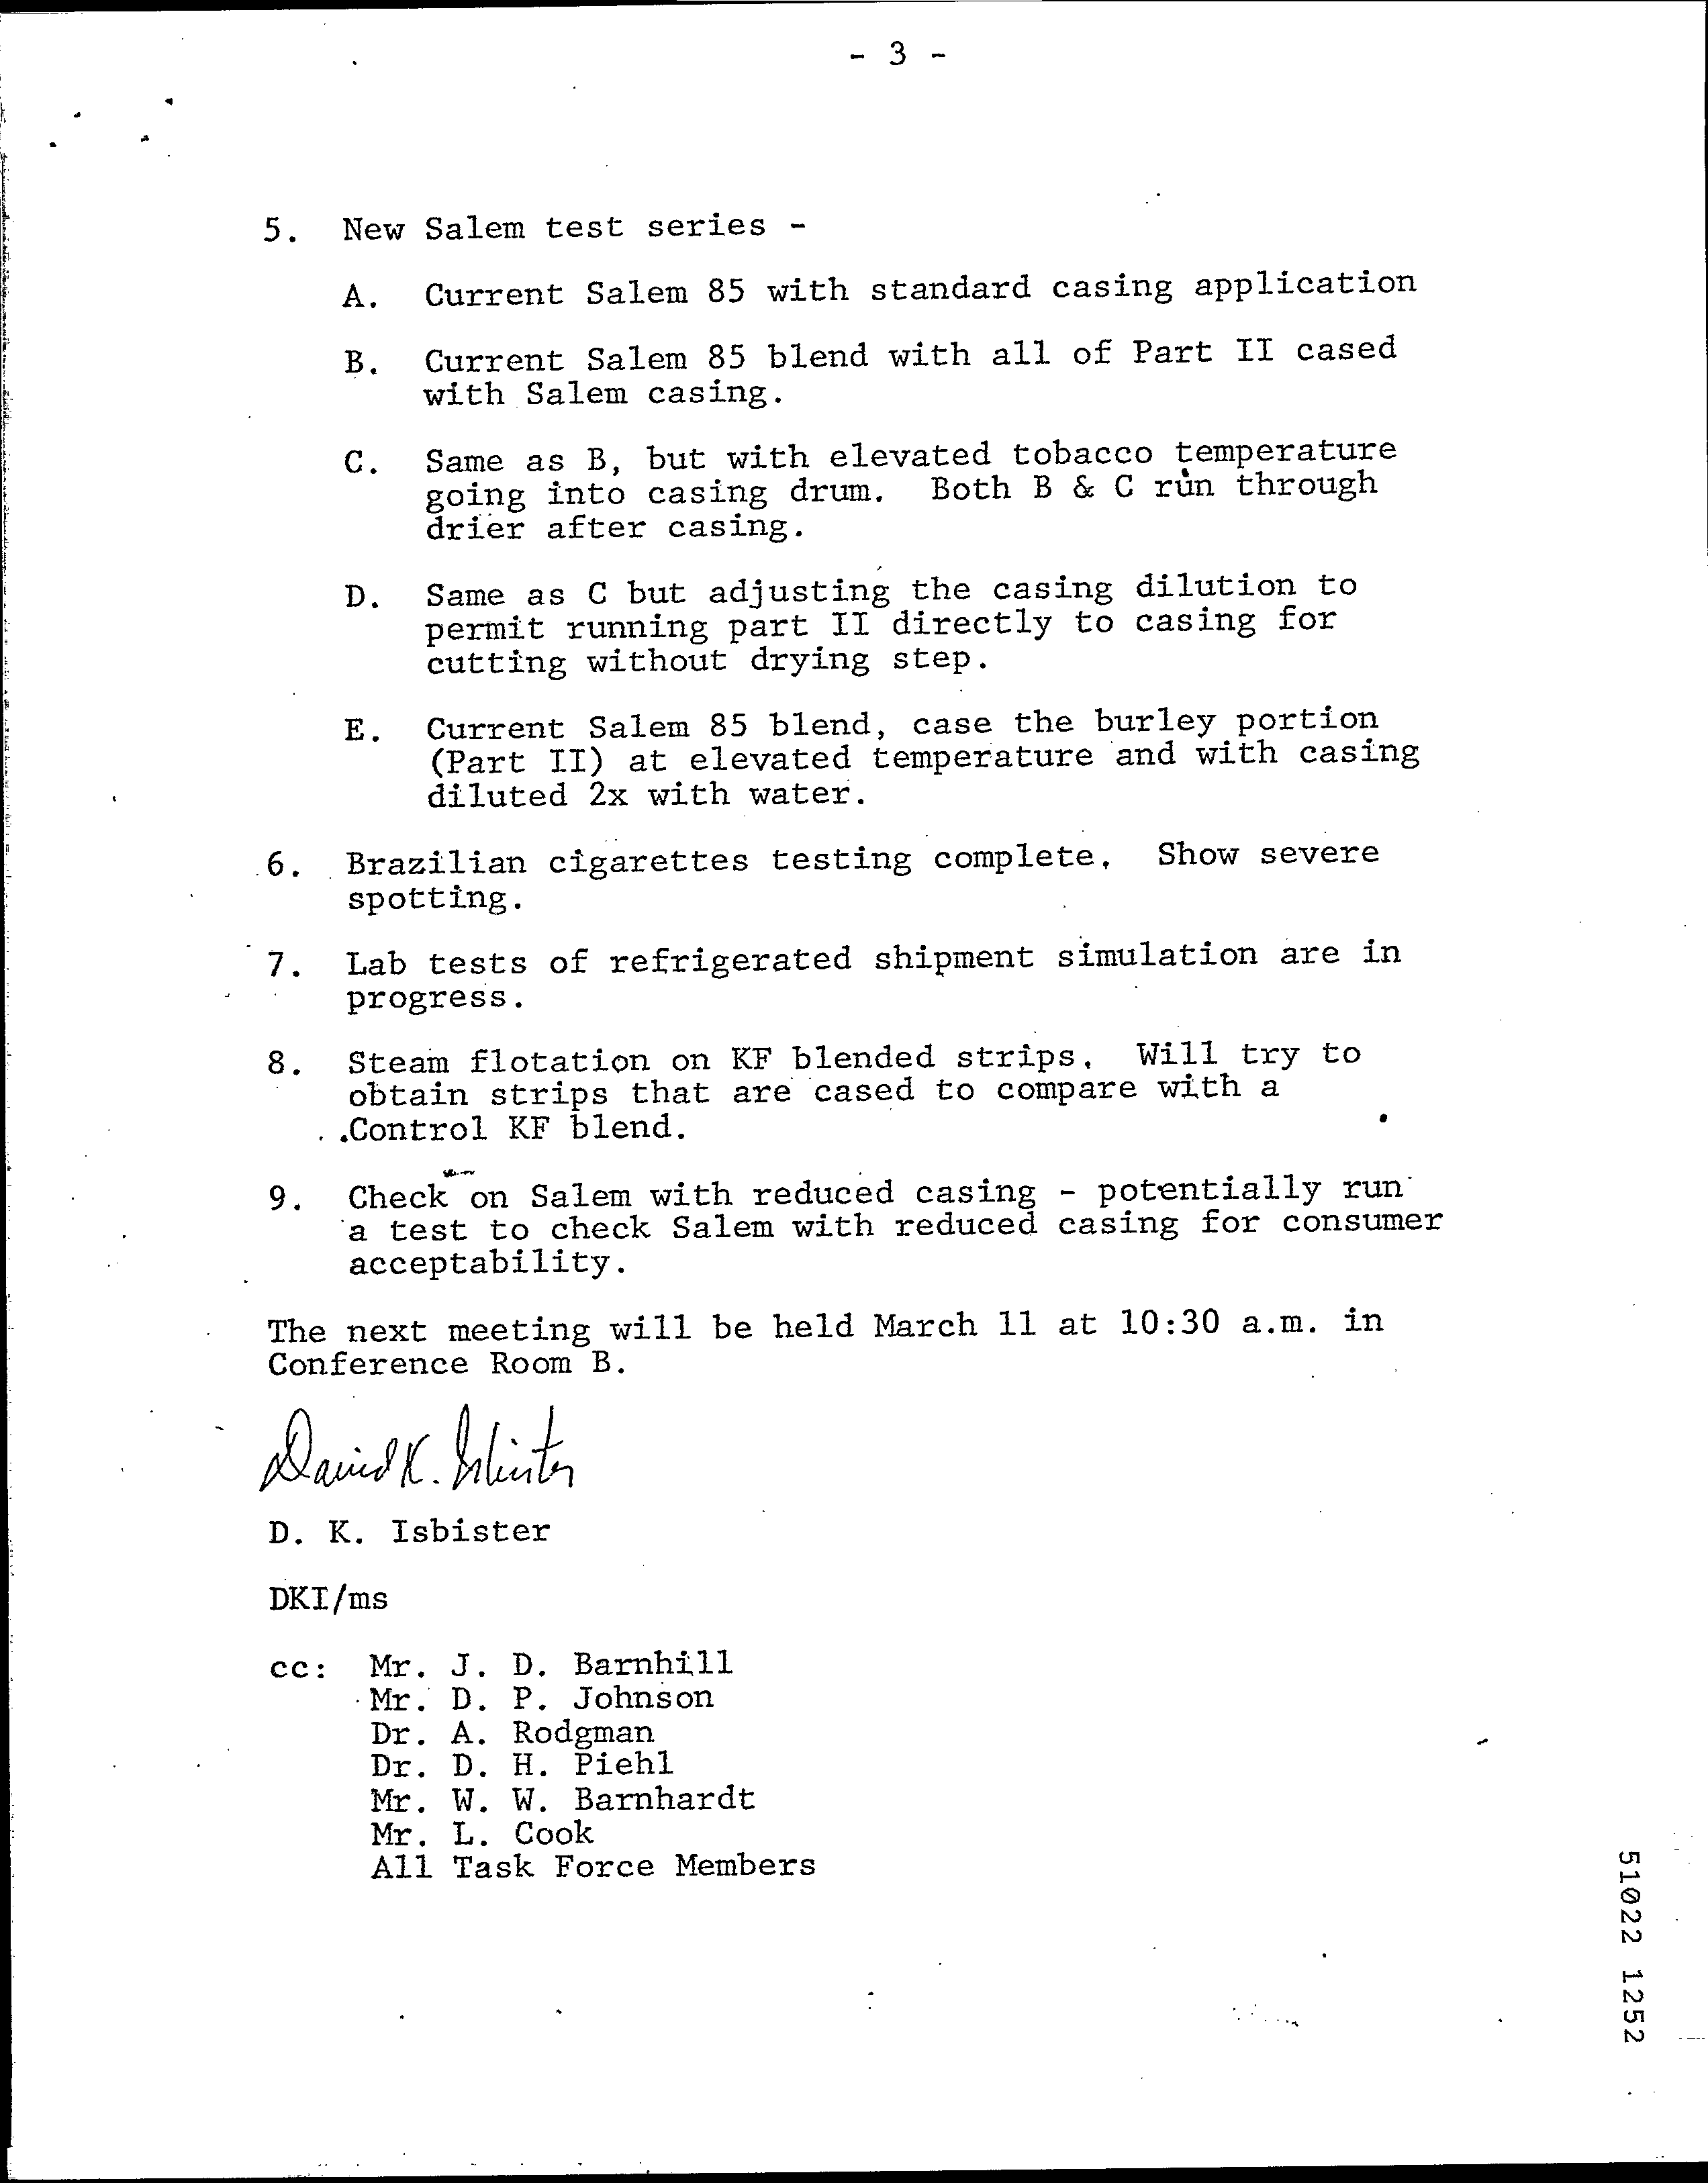 - 3 -
5. New Salem test series -
A. Current Salem 85 with standard casing application
B. Current Salem 85 blend with all of Part II cased
with Salem casing.
C. Same as B, but with elevated tobacco temperature
going into casing drum. Both B & C run through
drier after casing.
D. Same as C but adjusting the casing dilution to
permit running part II directly to casing for
cutting without drying step.
E. Current Salem 85 blend, case the burley portion
(Part II) at elevated temperature and with casing
diluted 2x with water.
6. Brazilian cigarettes testing complete. Show severe
spotting.
7. Lab tests of refrigerated shipment simulation are in
progress.
8. Steam flotation on KF blended strips. Will try to
obtain strips that are cased to compare with a
Control KF blend.
9. Check on Salem with reduced casing - potentially run
a test to check Salem with reduced casing for consumer
acceptability.
The next meeting will be held March 11 at 10:30 a.m. in
Conference Room B.
David K. Isbister
D. K. Isbister
DKI/ms
cc: Mr. J. D. Barnhill
Mr. D. P. Johnson
Dr. A. Rodgman
Dr. D. H. Piehl
Mr. W. W. Barnhardt
Mr. L. Cook
All Task Force Members
51022 1252